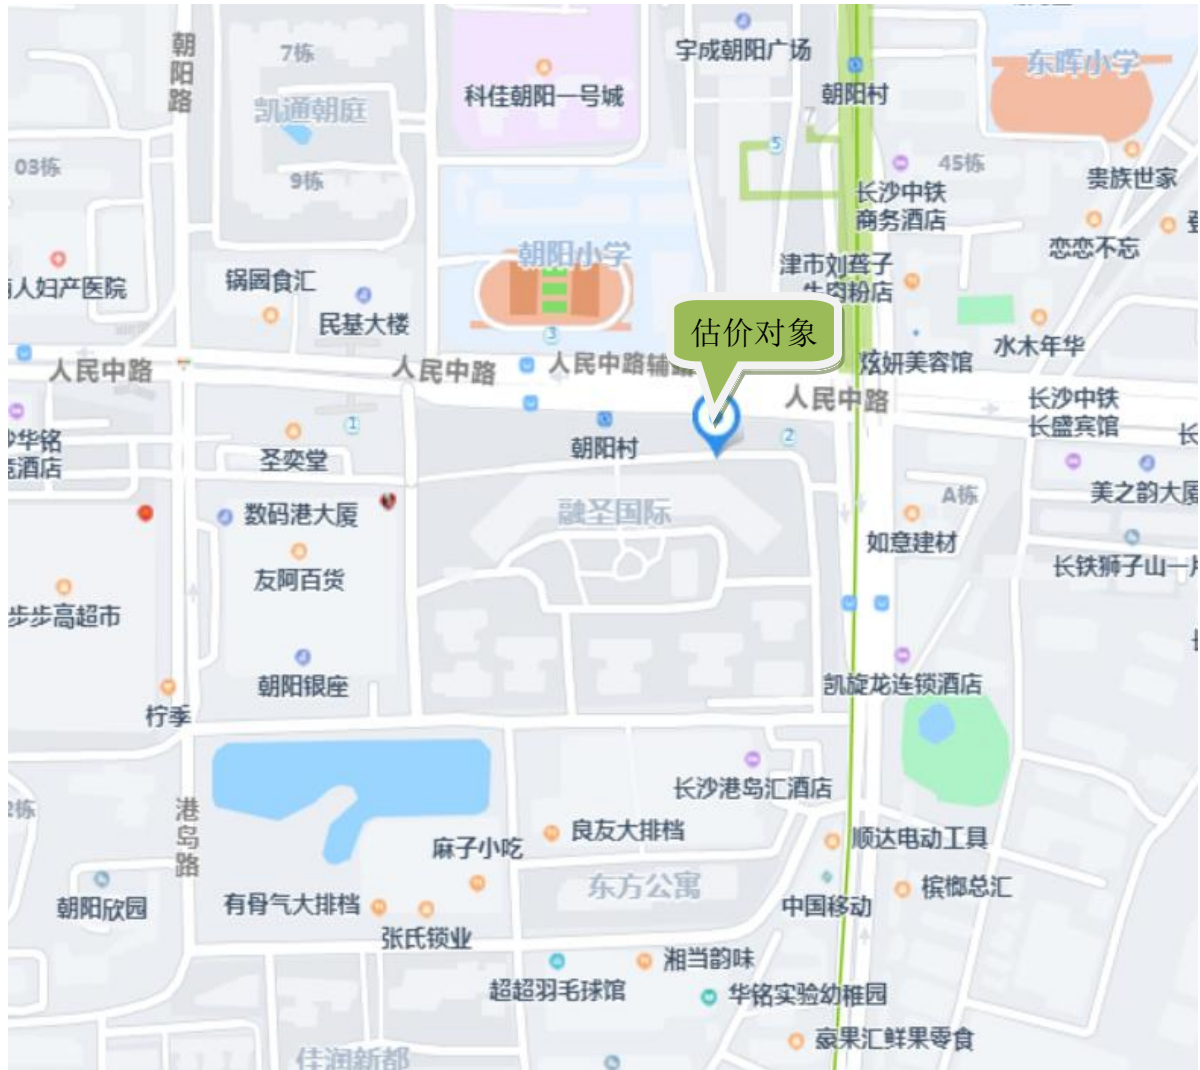 朝阳路
7栋
凯通朝庭
9栋
03栋
科佳朝阳一号城
宇成朝阳广场
朝阳村
7
5
东晖小学
45栋
贵族世家
长沙中铁
商务酒店
恋恋不忘
朝阳小学
津市刘聋子
牛肉粉店
人妇产医院
锅圆食汇
民基大楼
3
估价对象
炫妍美容馆
水木年华
人民中路
人民中路
人民中路辅路
人民中路
长沙中铁
长盛宾馆
华铭
酒店
1
圣奕堂
朝阳村
2
长
美之韵大厦
A栋
数码港大厦
融圣国际
如意建材
友阿百货
长铁狮子山一片
步步高超市
朝阳银座
柠季
凯旋龙连锁酒店
港岛路
长沙港岛汇酒店
栋
良友大排档
麻子小吃
顺达电动工具
东方公寓
朝阳欣园
有骨气大排档
中国移动
槟榔总汇
张氏锁业
湘当韵味
超超羽毛球馆
华铭实验幼稚园
豪果汇鲜果零食
佳润新都